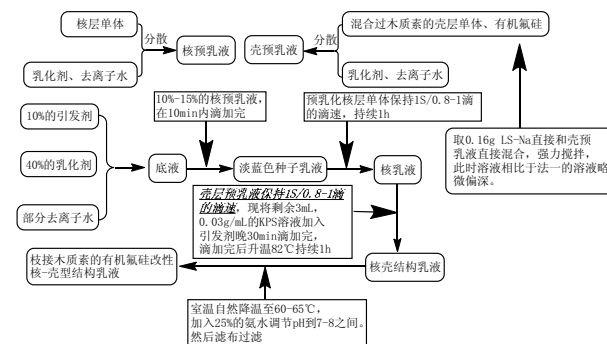 核层单体
乳化剂、去离子水
分散
核预乳液
壳预乳液
分散
混合过木质素的壳层单体、有机氟硅
乳化剂、去离子水
10%的引发剂
40%的乳化剂
部分去离子水
10%-15%的核预乳液，
在10min内滴加完
预乳化核层单体保持1S/0.8-1滴
的滴速，持续1h
底液
淡蓝色种子乳液
核乳液
取0.16g LS-Na直接和壳预
乳液直接混合，强力搅拌，
此时溶液相比于法一的溶液略
微偏深。
壳层预乳液保持1S/0.8-1滴
的滴速，现将剩余3mL，
0.03g/mL的KPS溶液加入
引发剂晚30min滴加完，
滴加完后升温82℃持续1h
枝接木质素的有机氟硅改性
核-壳型结构乳液
核壳结构乳液
室温自然降温至60-65℃，
加入25%的氨水调节pH到7-8之间。
然后滤布过滤